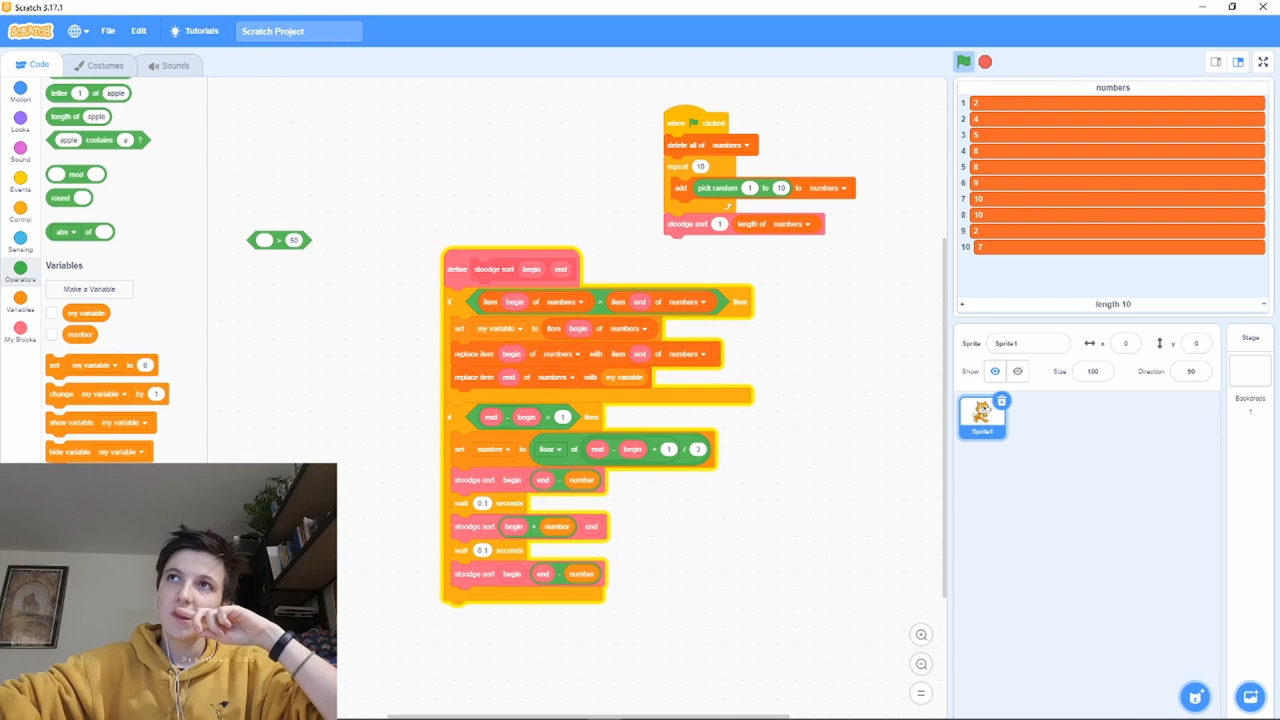 Scratch 3.17.1
SCRATCH File Edit Tutorials Scratch Project
Code Costumes Sounds
Motion
Looks
Sound
Events
Control
Sensing
Operators
Variables
My Blocks
letter 1 of apple
length of apple
apple contains a ?
mod
round
abs of
Variables
Make a Variable
my variable
number
set my variable to 0
change my variable by 1
show variable my variable
hide variable my variable
> 50
when clicked
delete all of numbers
repeat 10
add pick random 1 to 10 to numbers
stoodge sort 1 length of numbers
define stoodge sort begin end
if item begin of numbers > item end of numbers then
set my variable to item begin of numbers
replace item begin of numbers with item end of numbers
replace item end of numbers with my variable
if end - begin > 1 then
set number to floor of end - begin + 1 / 3
stoodge sort begin end - number
wait 0.1 seconds
stoodge sort begin + number end
wait 0.1 seconds
stoodge sort begin end - number
numbers
1 2
2 4
3 5
4 8
5 8
6 9
7 10
8 10
9 2
10 7
+ length 10 =
Sprite Sprite1 x 0 y 0
Show Size 100 Direction 90
Sprite1
Stage
Backdrops
1